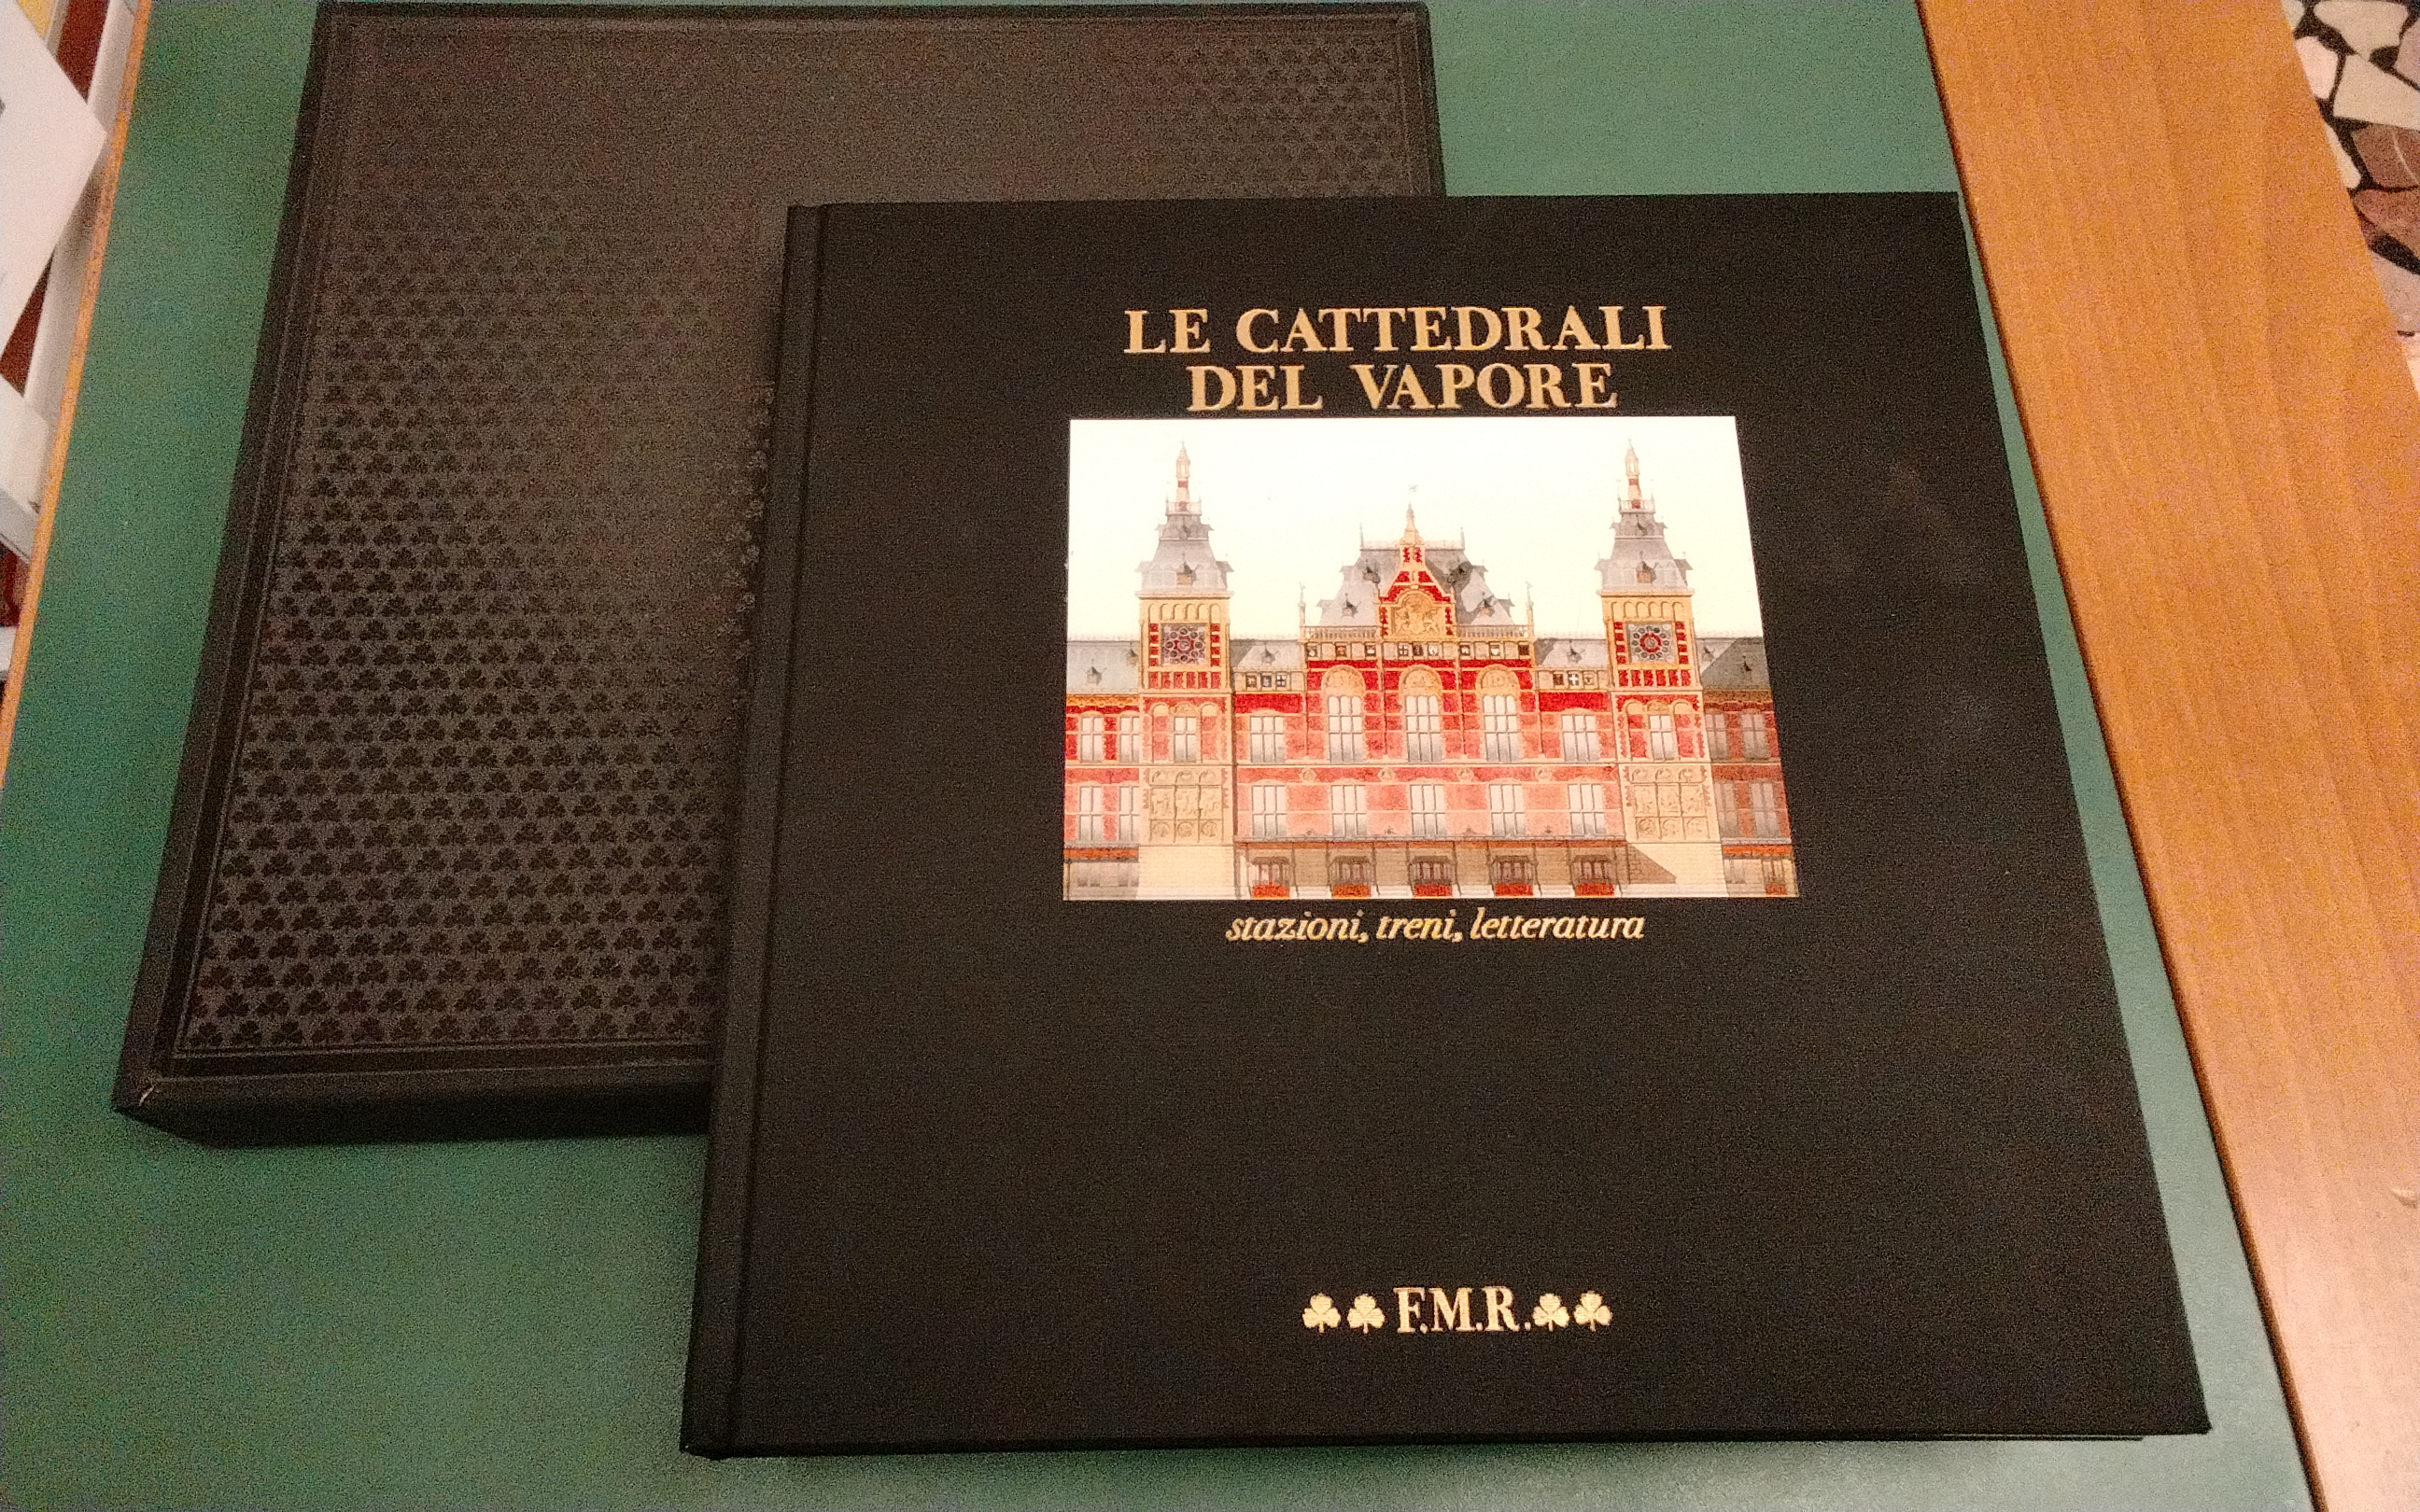 LE CATTEDRALI
DEL VAPORE
stazioni, treni, letteratura
F.M.R.